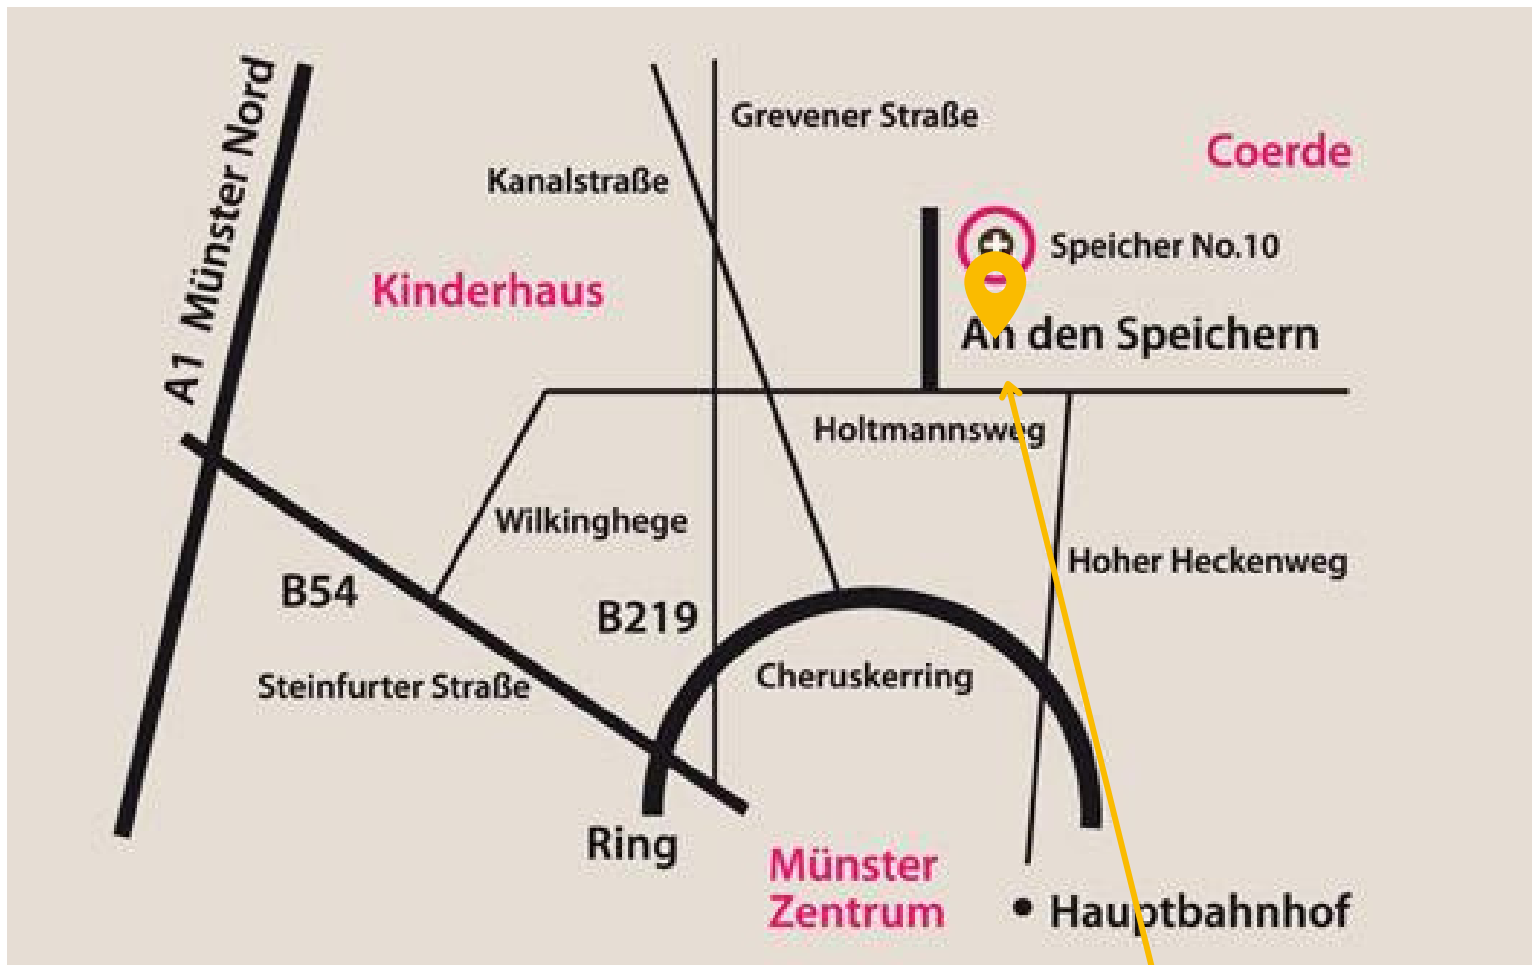 A1 Münster Nord
Grevener Straße
Coerde
Kanalstraße
Speicher No.10
Kinderhaus
An den Speichern
Holtmannsweg
Wilkinghege
Hoher Heckenweg
B54
B219
Cheruskerring
Steinfurter Straße
Ring
Münster
Zentrum
Hauptbahnhof